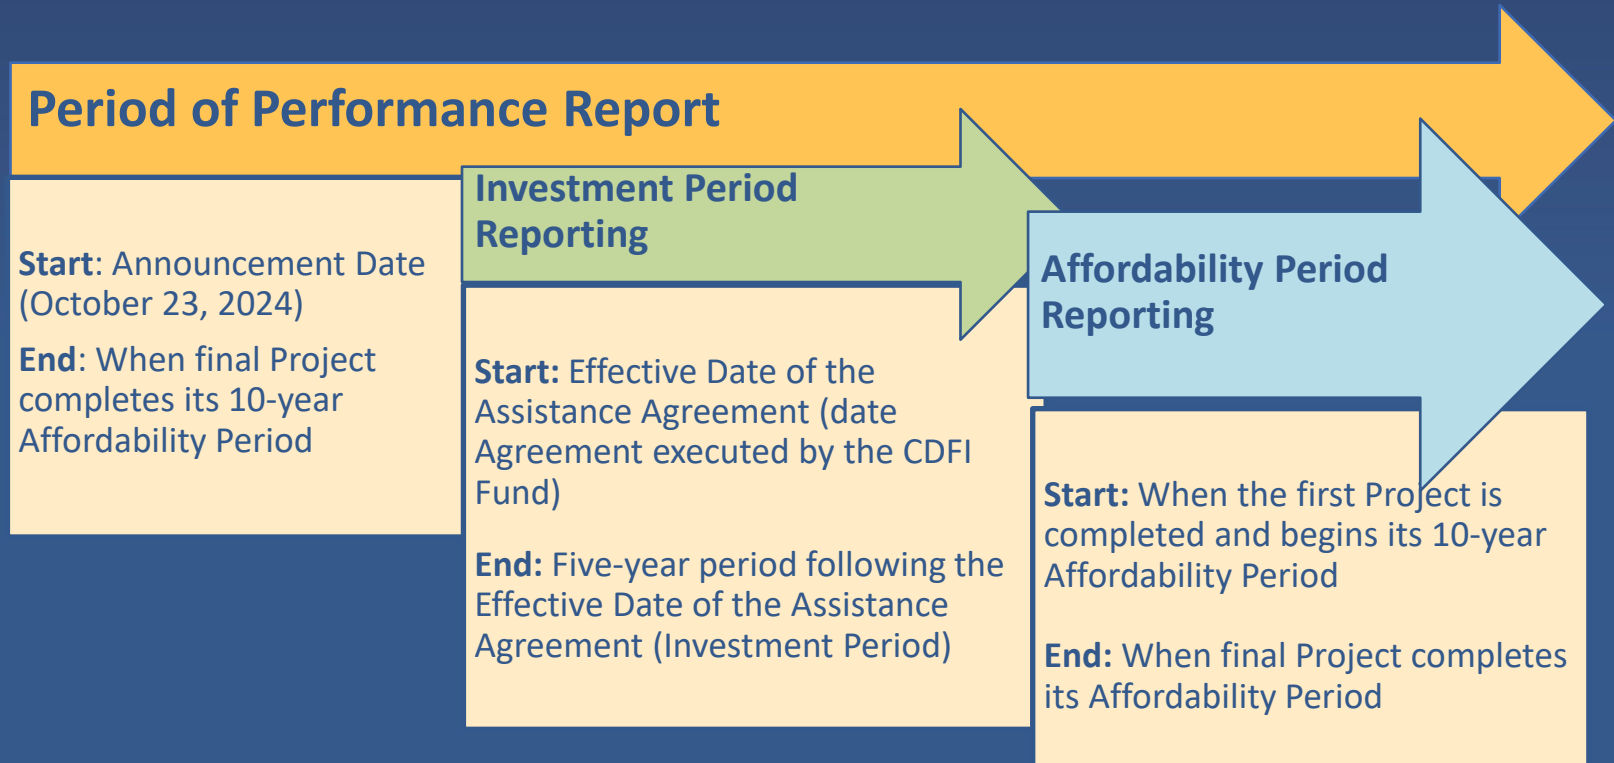 Period of Performance Report
Start: Announcement Date
(October 23, 2024)
End: When final Project
completes its 10-year
Affordability Period
Investment Period
Reporting
Start: Effective Date of the
Assistance Agreement (date
Agreement executed by the CDFI
Fund)
End: Five-year period following the
Effective Date of the Assistance
Agreement (Investment Period)
Affordability Period
Reporting
Start: When the first Project is
completed and begins its 10-year
Affordability Period
End: When final Project completes
its Affordability Period